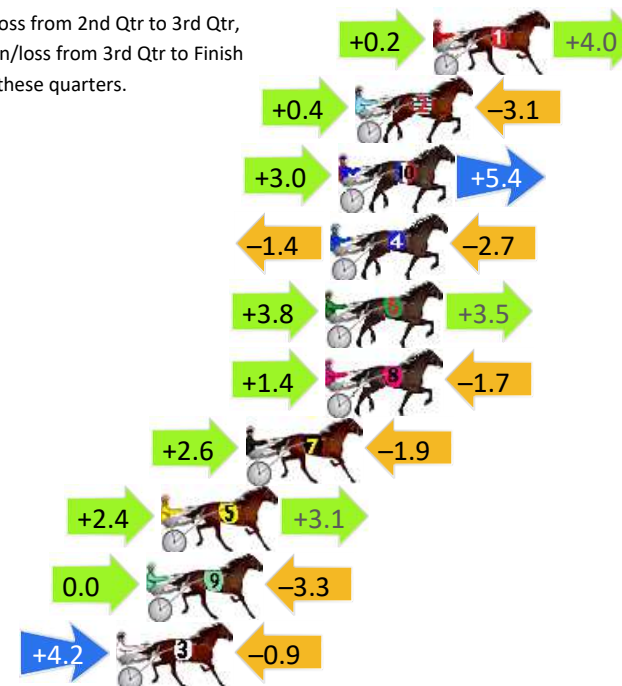 oss from 2nd Qtr to 3rd Qtr,
n/loss from 3rd Qtr to Finish
these quarters.
+0.2 1 +4.0
+0.4 2 –3.1
+3.0 10 +5.4
–1.4 4 –2.7
+3.8 6 +3.5
+1.4 8 –1.7
+2.6 7 –1.9
+2.4 5 +3.1
0.0 9 –3.3
+4.2 3 –0.9